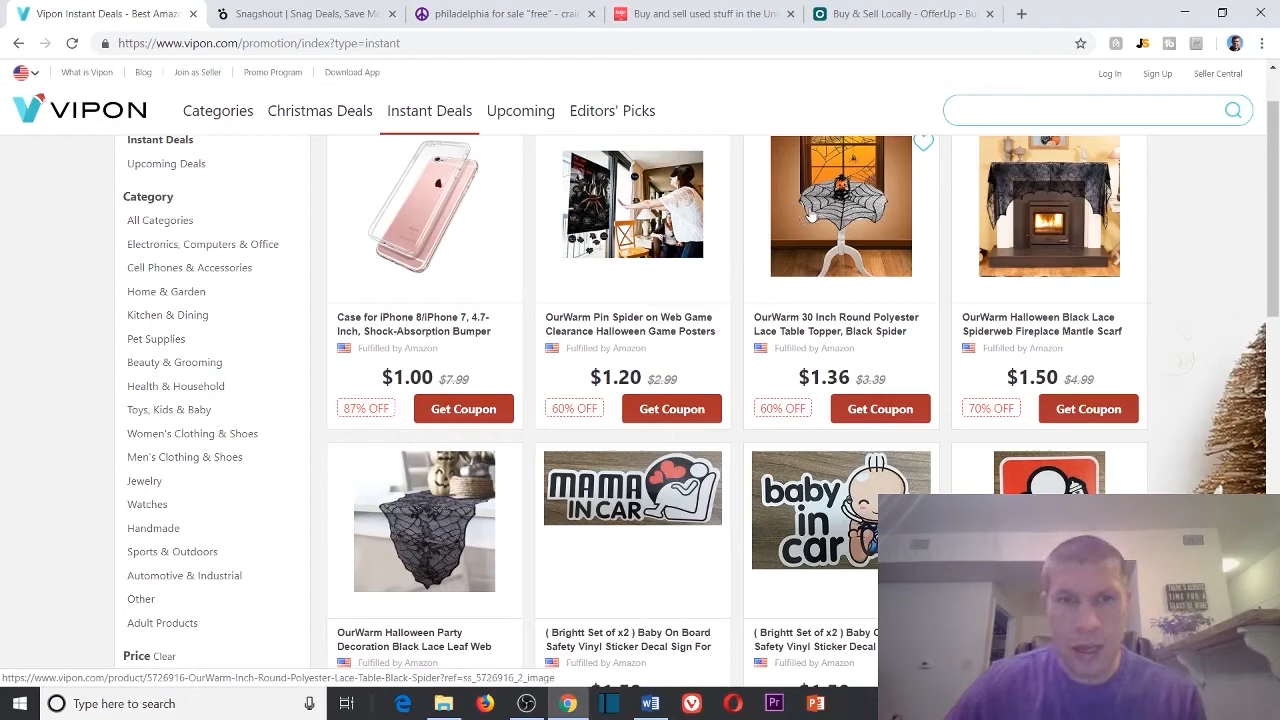 Vipon Instant Deals - Best Amazo
Snagshout | Snag Deals, Save Mo
philadelphia for sale "free" - craig
letgo
Buy and sell used stuff in the Uni
Buy & Sell Locally - OfferUp - Bu
https://www.vipon.com/promotion/index?type=instant
What is Vipon
Blog
Join as Seller
Promo Program
Download App
Log In
Sign Up
Seller Central
VIPON
Categories
Christmas Deals
Instant Deals
Upcoming
Editors' Picks
Instant Deals
Upcoming Deals
Category
All Categories
Electronics, Computers & Office
Cell Phones & Accessories
Home & Garden
Kitchen & Dining
Pet Supplies
Beauty & Grooming
Health & Household
Toys, Kids & Baby
Women's Clothing & Shoes
Men's Clothing & Shoes
Jewelry
Watches
Handmade
Sports & Outdoors
Automotive & Industrial
Other
Adult Products
Price Clear
Case for iPhone 8/iPhone 7, 4.7-
Inch, Shock-Absorption Bumper
Fulfilled by Amazon
$1.00 $7.99
87% OFF
Get Coupon
OurWarm Pin Spider on Web Game
Clearance Halloween Game Posters
Fulfilled by Amazon
$1.20 $2.99
60% OFF
Get Coupon
OurWarm 30 Inch Round Polyester
Lace Table Topper, Black Spider
Fulfilled by Amazon
$1.36 $3.39
60% OFF
Get Coupon
OurWarm Halloween Black Lace
Spiderweb Fireplace Mantle Scarf
Fulfilled by Amazon
$1.50 $4.99
70% OFF
Get Coupon
OurWarm Halloween Party
Decoration Black Lace Leaf Web
Fulfilled by Amazon
MAMA
IN CAR
( Brightt Set of x2 ) Baby On Board
Safety Vinyl Sticker Decal Sign For
Fulfilled by Amazon
baby
in
car
( Brightt Set of x2 ) Baby O
Safety Vinyl Sticker Decal
Fulfilled by Amazon
TIME FOR A
GLASS OF
https://www.vipon.com/product/5726916-OurWarm-Inch-Round-Polyester-Lace-Table-Black-Spider?ref=ss_5726916_2_image
Type here to search